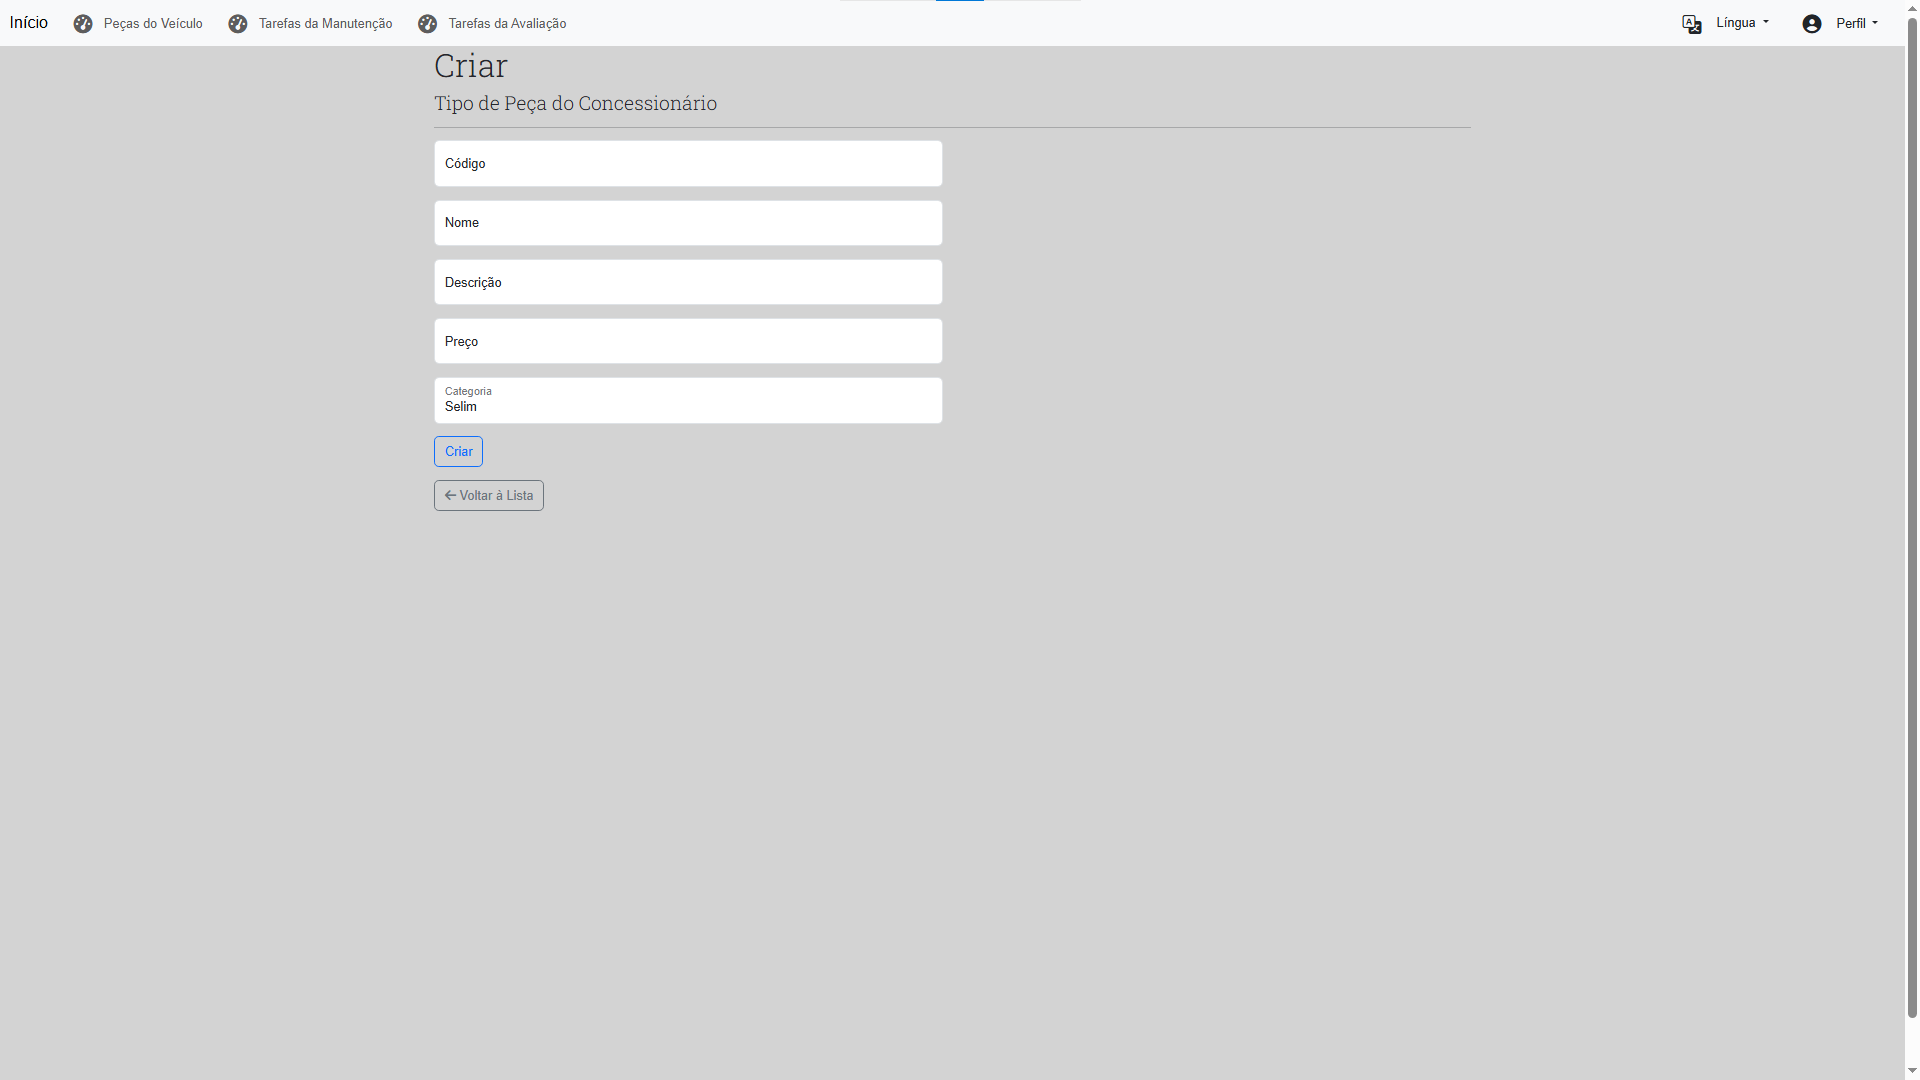 Início Peças do Veículo Tarefas da Manutenção Tarefas da Avaliação Língua Perfil
Criar
Tipo de Peça do Concessionário
Código
Nome
Descrição
Preço
Categoria
Selim
Criar
Voltar à Lista